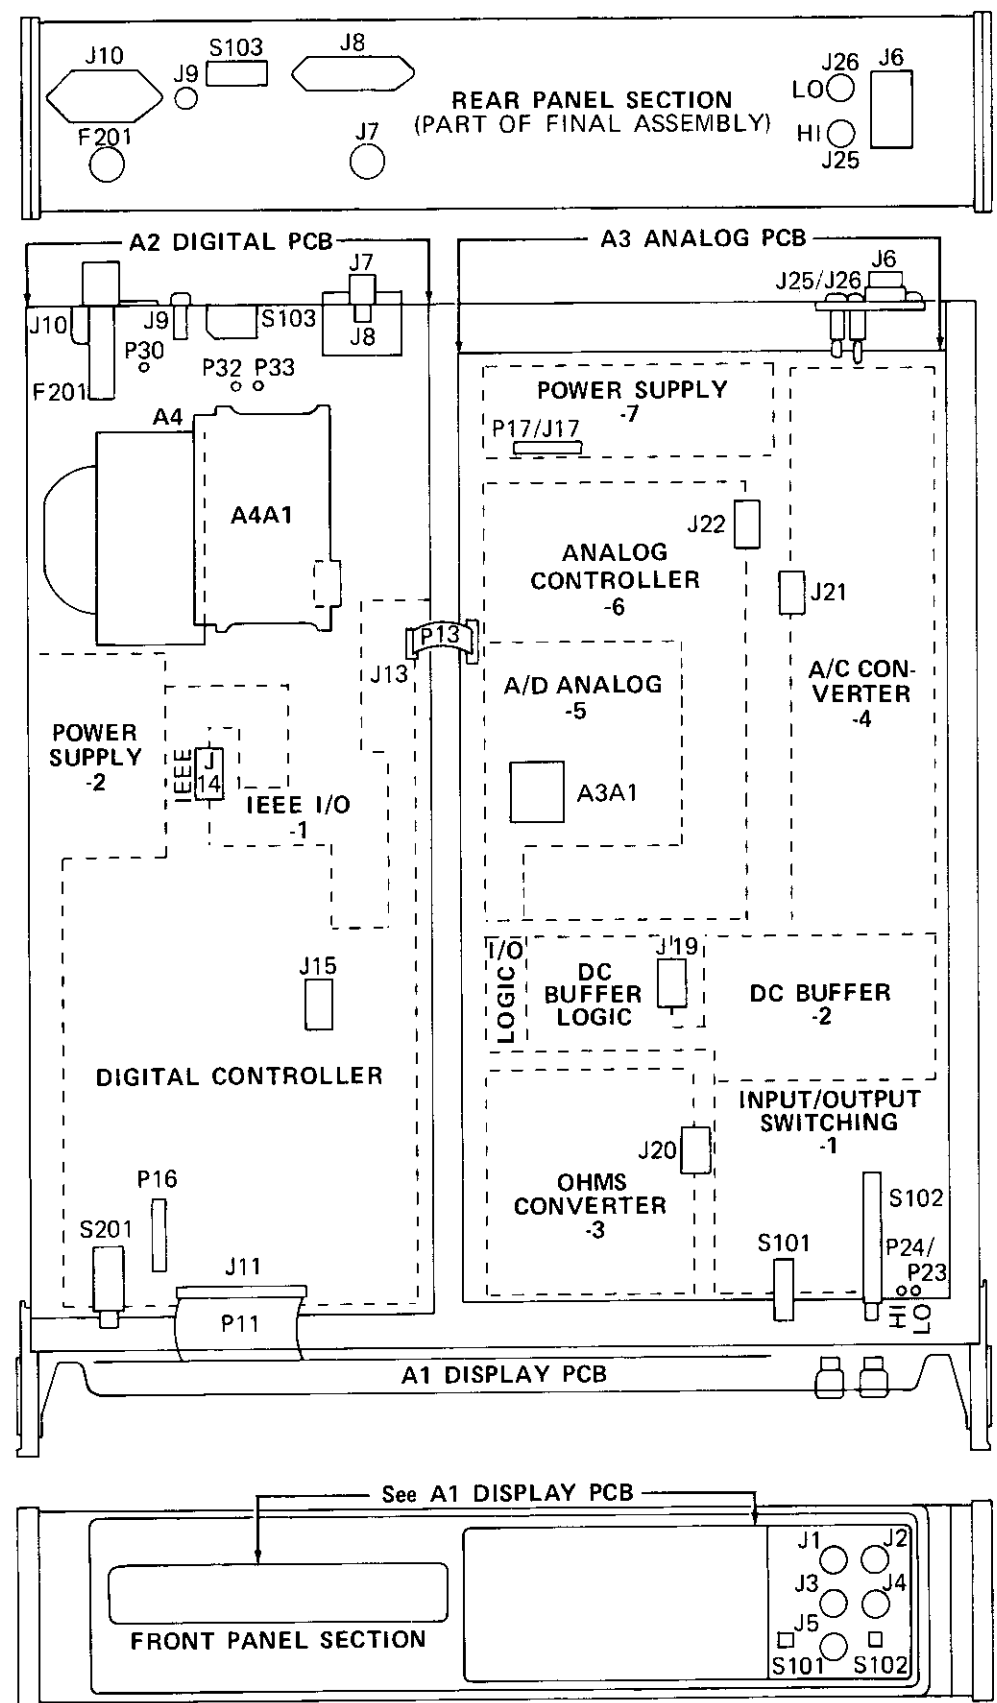 J10
J9
S103
J8
F201
J7
REAR PANEL SECTION
(PART OF FINAL ASSEMBLY)
J26
LO
HI
J25
J6
A2 DIGITAL PCB
A3 ANALOG PCB
J10
F201
J9
P30
S103
P32
P33
J7
J8
J25/J26
J6
A4
A4A1
POWER SUPPLY
-7
P17/J17
J22
ANALOG
CONTROLLER
-6
J21
P13
J13
A/D ANALOG
-5
A/C CON-
VERTER
-4
A3A1
POWER
SUPPLY
-2
IEEE
J
14
IEEE I/O
-1
J15
I/O
LOGIC
DC
BUFFER
LOGIC
J19
DC BUFFER
-2
DIGITAL CONTROLLER
INPUT/OUTPUT
SWITCHING
-1
J20
OHMS
CONVERTER
-3
P16
S201
J11
P11
S101
S102
P24/
P23
HI
LO
A1 DISPLAY PCB
See A1 DISPLAY PCB
FRONT PANEL SECTION
J1
J2
J3
J4
J5
S101
S102